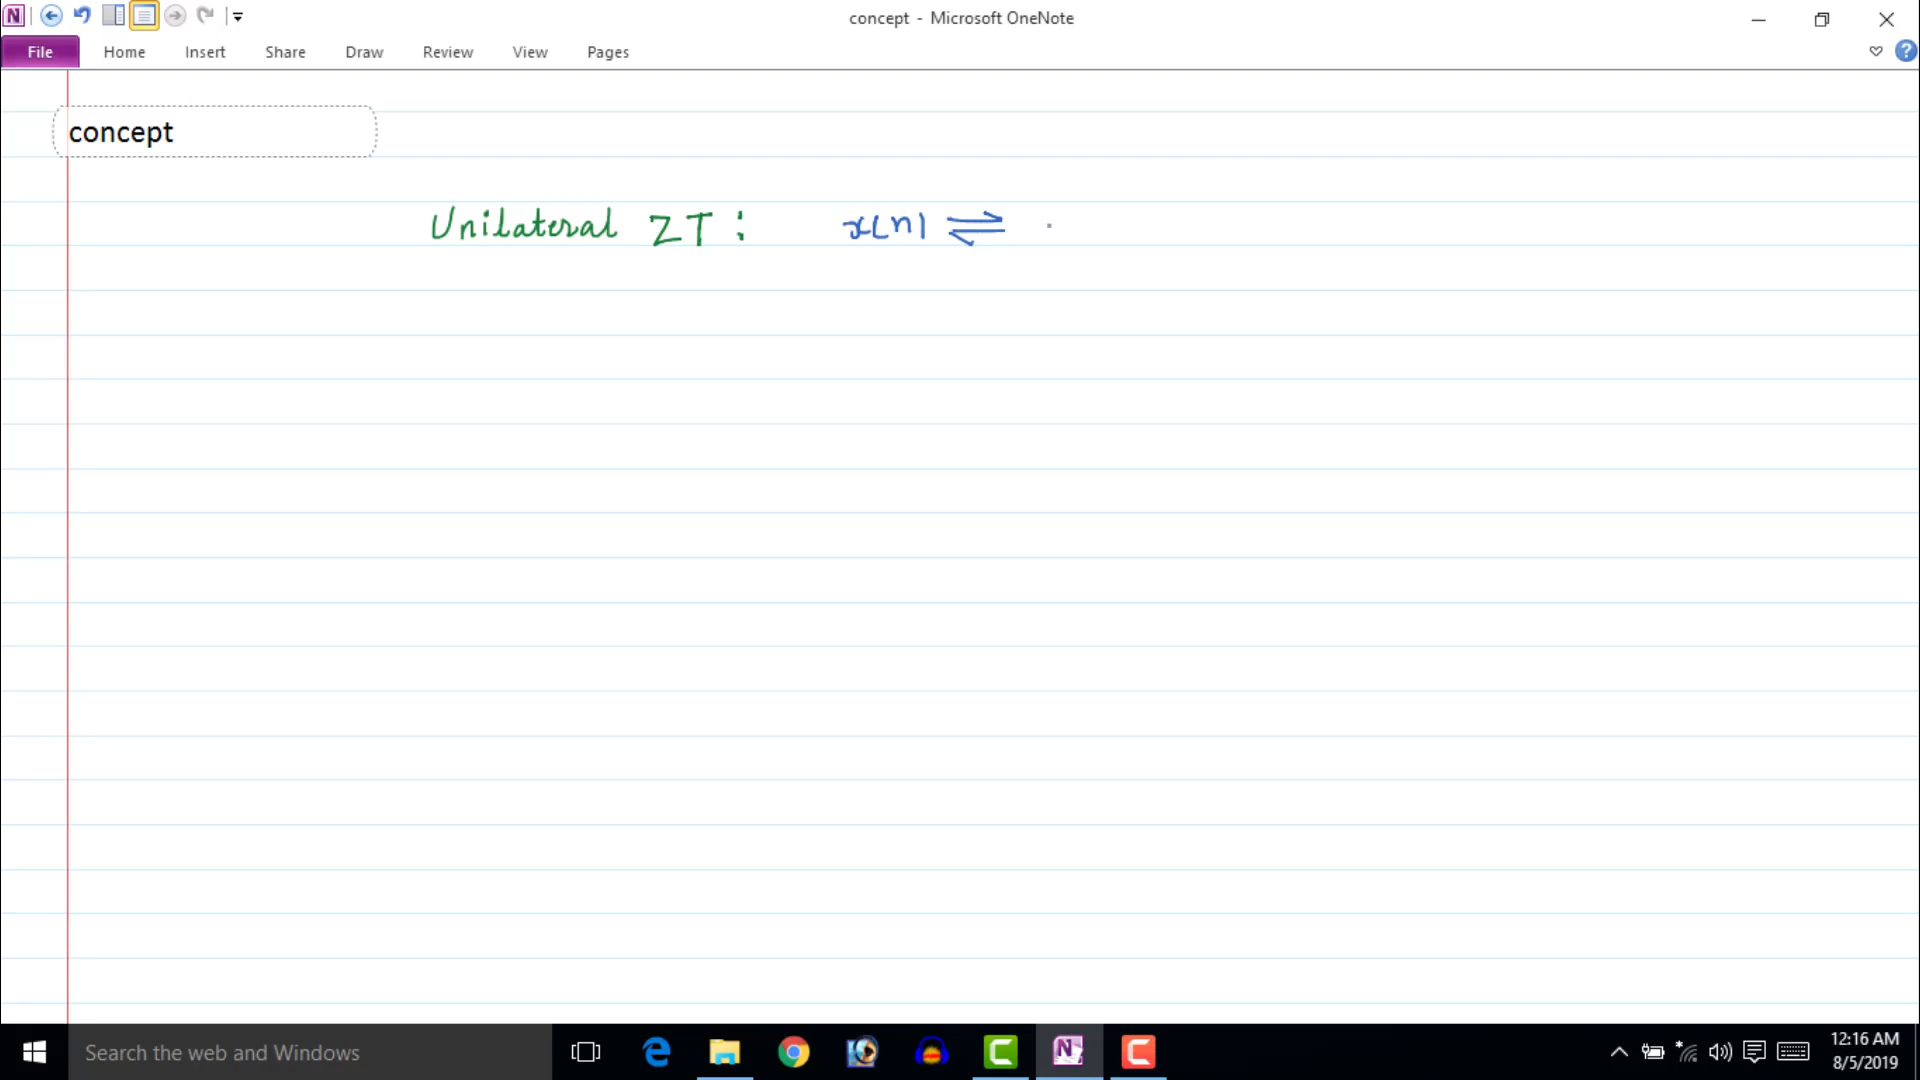 concept - Microsoft OneNote
File Home Insert Share Draw Review View Pages
concept
Unilateral ZT : x[n] ⇌
Search the web and Windows
12:16 AM
8/5/2019